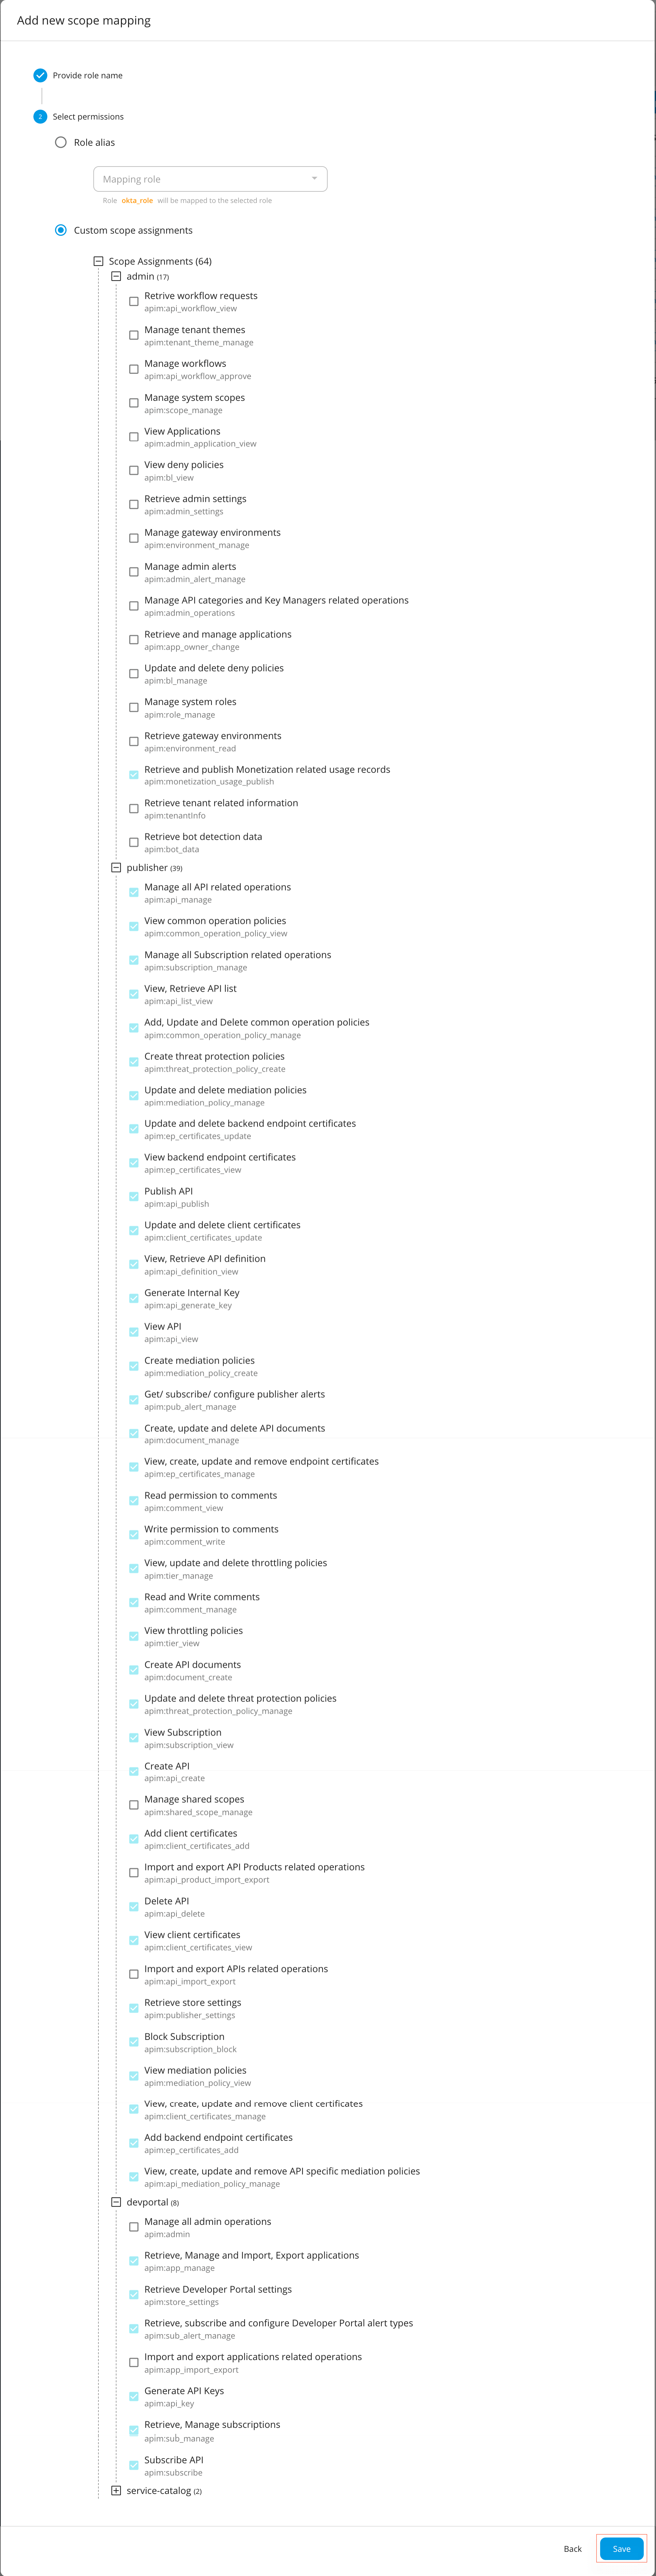 Add new scope mapping
Provide role name
2
Select permissions
Role alias
Mapping role
Role okta_role will be mapped to the selected role
Custom scope assignments
Scope Assignments (64)
admin (17)
Retrive workflow requests
apim:api_workflow_view
Manage tenant themes
apim:tenant_theme_manage
Manage workflows
apim:api_workflow_approve
Manage system scopes
apim:scope_manage
View Applications
apim:admin_application_view
View deny policies
apim:bl_view
Retrieve admin settings
apim:admin_settings
Manage gateway environments
apim:environment_manage
Manage admin alerts
apim:admin_alert_manage
Manage API categories and Key Managers related operations
apim:admin_operations
Retrieve and manage applications
apim:app_owner_change
Update and delete deny policies
apim:bl_manage
Manage system roles
apim:role_manage
Retrieve gateway environments
apim:environment_read
Retrieve and publish Monetization related usage records
apim:monetization_usage_publish
Retrieve tenant related information
apim:tenantInfo
Retrieve bot detection data
apim:bot_data
publisher (39)
Manage all API related operations
apim:api_manage
View common operation policies
apim:common_operation_policy_view
Manage all Subscription related operations
apim:subscription_manage
View, Retrieve API list
apim:api_list_view
Add, Update and Delete common operation policies
apim:common_operation_policy_manage
Create threat protection policies
apim:threat_protection_policy_create
Update and delete mediation policies
apim:mediation_policy_manage
Update and delete backend endpoint certificates
apim:ep_certificates_update
View backend endpoint certificates
apim:ep_certificates_view
Publish API
apim:api_publish
Update and delete client certificates
apim:client_certificates_update
View, Retrieve API definition
apim:api_definition_view
Generate Internal Key
apim:api_generate_key
View API
apim:api_view
Create mediation policies
apim:mediation_policy_create
Get/ subscribe/ configure publisher alerts
apim:pub_alert_manage
Create, update and delete API documents
apim:document_manage
View, create, update and remove endpoint certificates
apim:ep_certificates_manage
Read permission to comments
apim:comment_view
Write permission to comments
apim:comment_write
View, update and delete throttling policies
apim:tier_manage
Read and Write comments
apim:comment_manage
View throttling policies
apim:tier_view
Create API documents
apim:document_create
Update and delete threat protection policies
apim:threat_protection_policy_manage
View Subscription
apim:subscription_view
Create API
apim:api_create
Manage shared scopes
apim:shared_scope_manage
Add client certificates
apim:client_certificates_add
Import and export API Products related operations
apim:api_product_import_export
Delete API
apim:api_delete
View client certificates
apim:client_certificates_view
Import and export APIs related operations
apim:api_import_export
Retrieve store settings
apim:publisher_settings
Block Subscription
apim:subscription_block
View mediation policies
apim:mediation_policy_view
View, create, update and remove client certificates
apim:client_certificates_manage
Add backend endpoint certificates
apim:ep_certificates_add
View, create, update and remove API specific mediation policies
apim:api_mediation_policy_manage
devportal (8)
Manage all admin operations
apim:admin
Retrieve, Manage and Import, Export applications
apim:app_manage
Retrieve Developer Portal settings
apim:store_settings
Retrieve, subscribe and configure Developer Portal alert types
apim:sub_alert_manage
Import and export applications related operations
apim:app_import_export
Generate API Keys
apim:api_key
Retrieve, Manage subscriptions
apim:sub_manage
Subscribe API
apim:subscribe
service-catalog (2)
Back Save